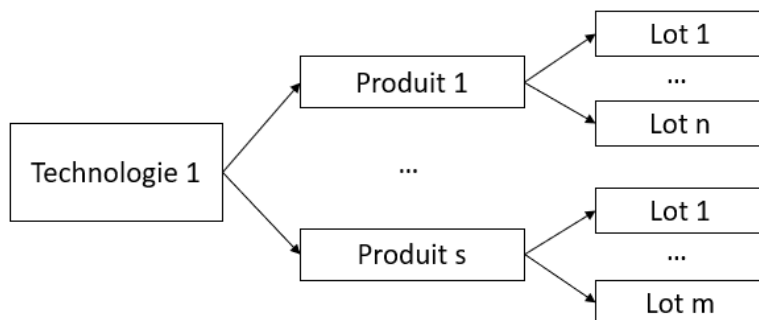 Technologie 1
Produit 1
...
Produit s
Lot 1
...
Lot n
Lot 1
...
Lot m